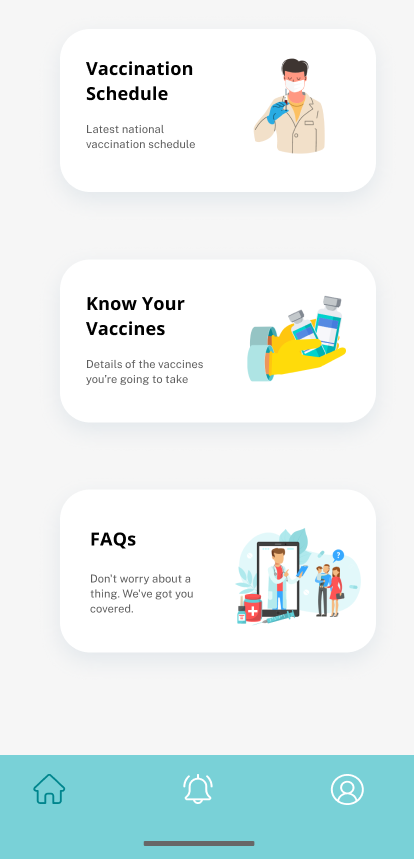 Vaccination
Schedule
Latest national
vaccination schedule
Know Your
Vaccines
Details of the vaccines
you're going to take
FAQs
Don't worry about a
thing. We've got you
covered.
?